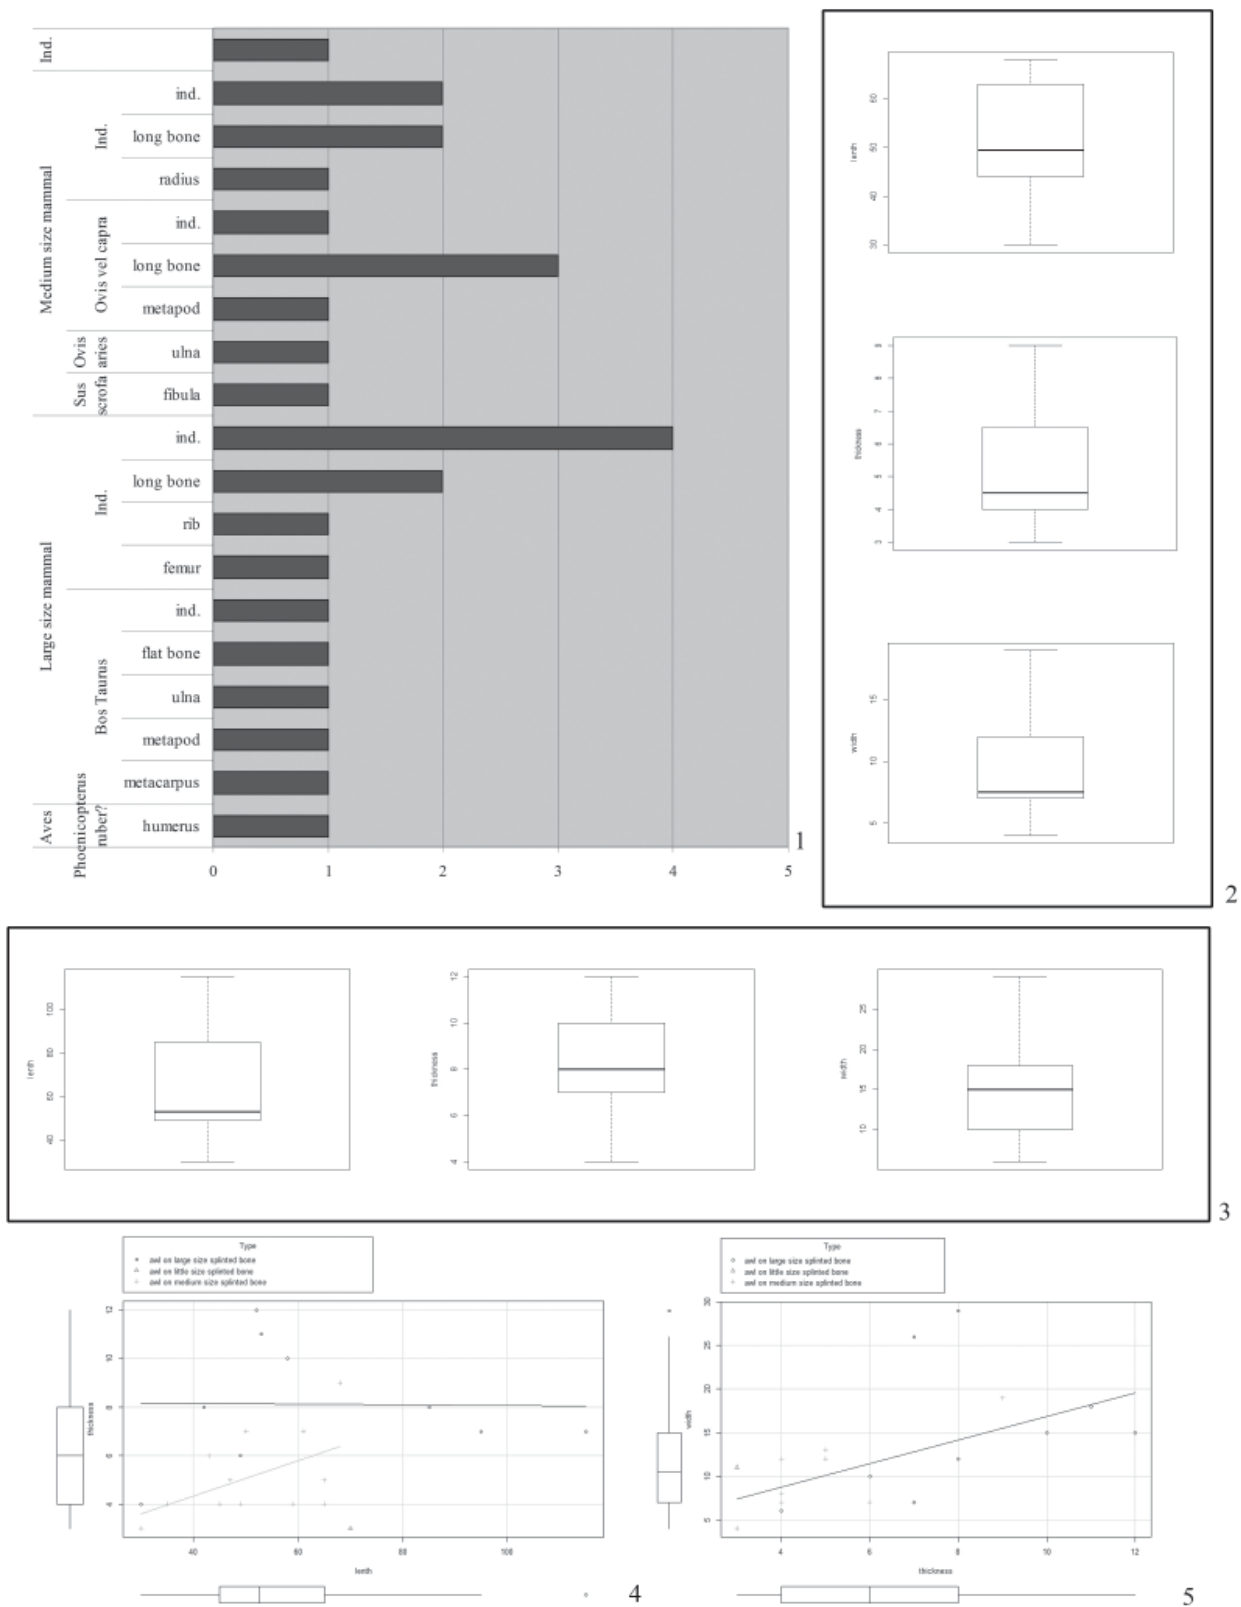 Ind.
Medium size mammal
Ind.
ind.
long bone
radius
Ovis vel capra
ind.
long bone
metapod
Ovis
aries
ulna
Sus
scrofa
fibula
Large size mammal
Ind.
ind.
long bone
rib
femur
Bos Taurus
ind.
flat bone
ulna
metapod
metacarpus
Aves
Phoenicopterus
ruber?
humerus
0 1 2 3 4 5
1
lenth
60
50
40
30
thickness
9
8
7
6
5
4
3
width
15
10
5
2
lenth
100
80
60
40
thickness
12
10
8
6
4
width
25
20
15
10
3
Type
awl on large size splinted bone
awl on little size splinted bone
awl on medium size splinted bone
thickness
12
10
8
6
4
40 60 80 100
lenth
4
Type
awl on large size splinted bone
awl on little size splinted bone
awl on medium size splinted bone
width
30
25
20
15
10
5
4 6 8 10 12
thickness
5